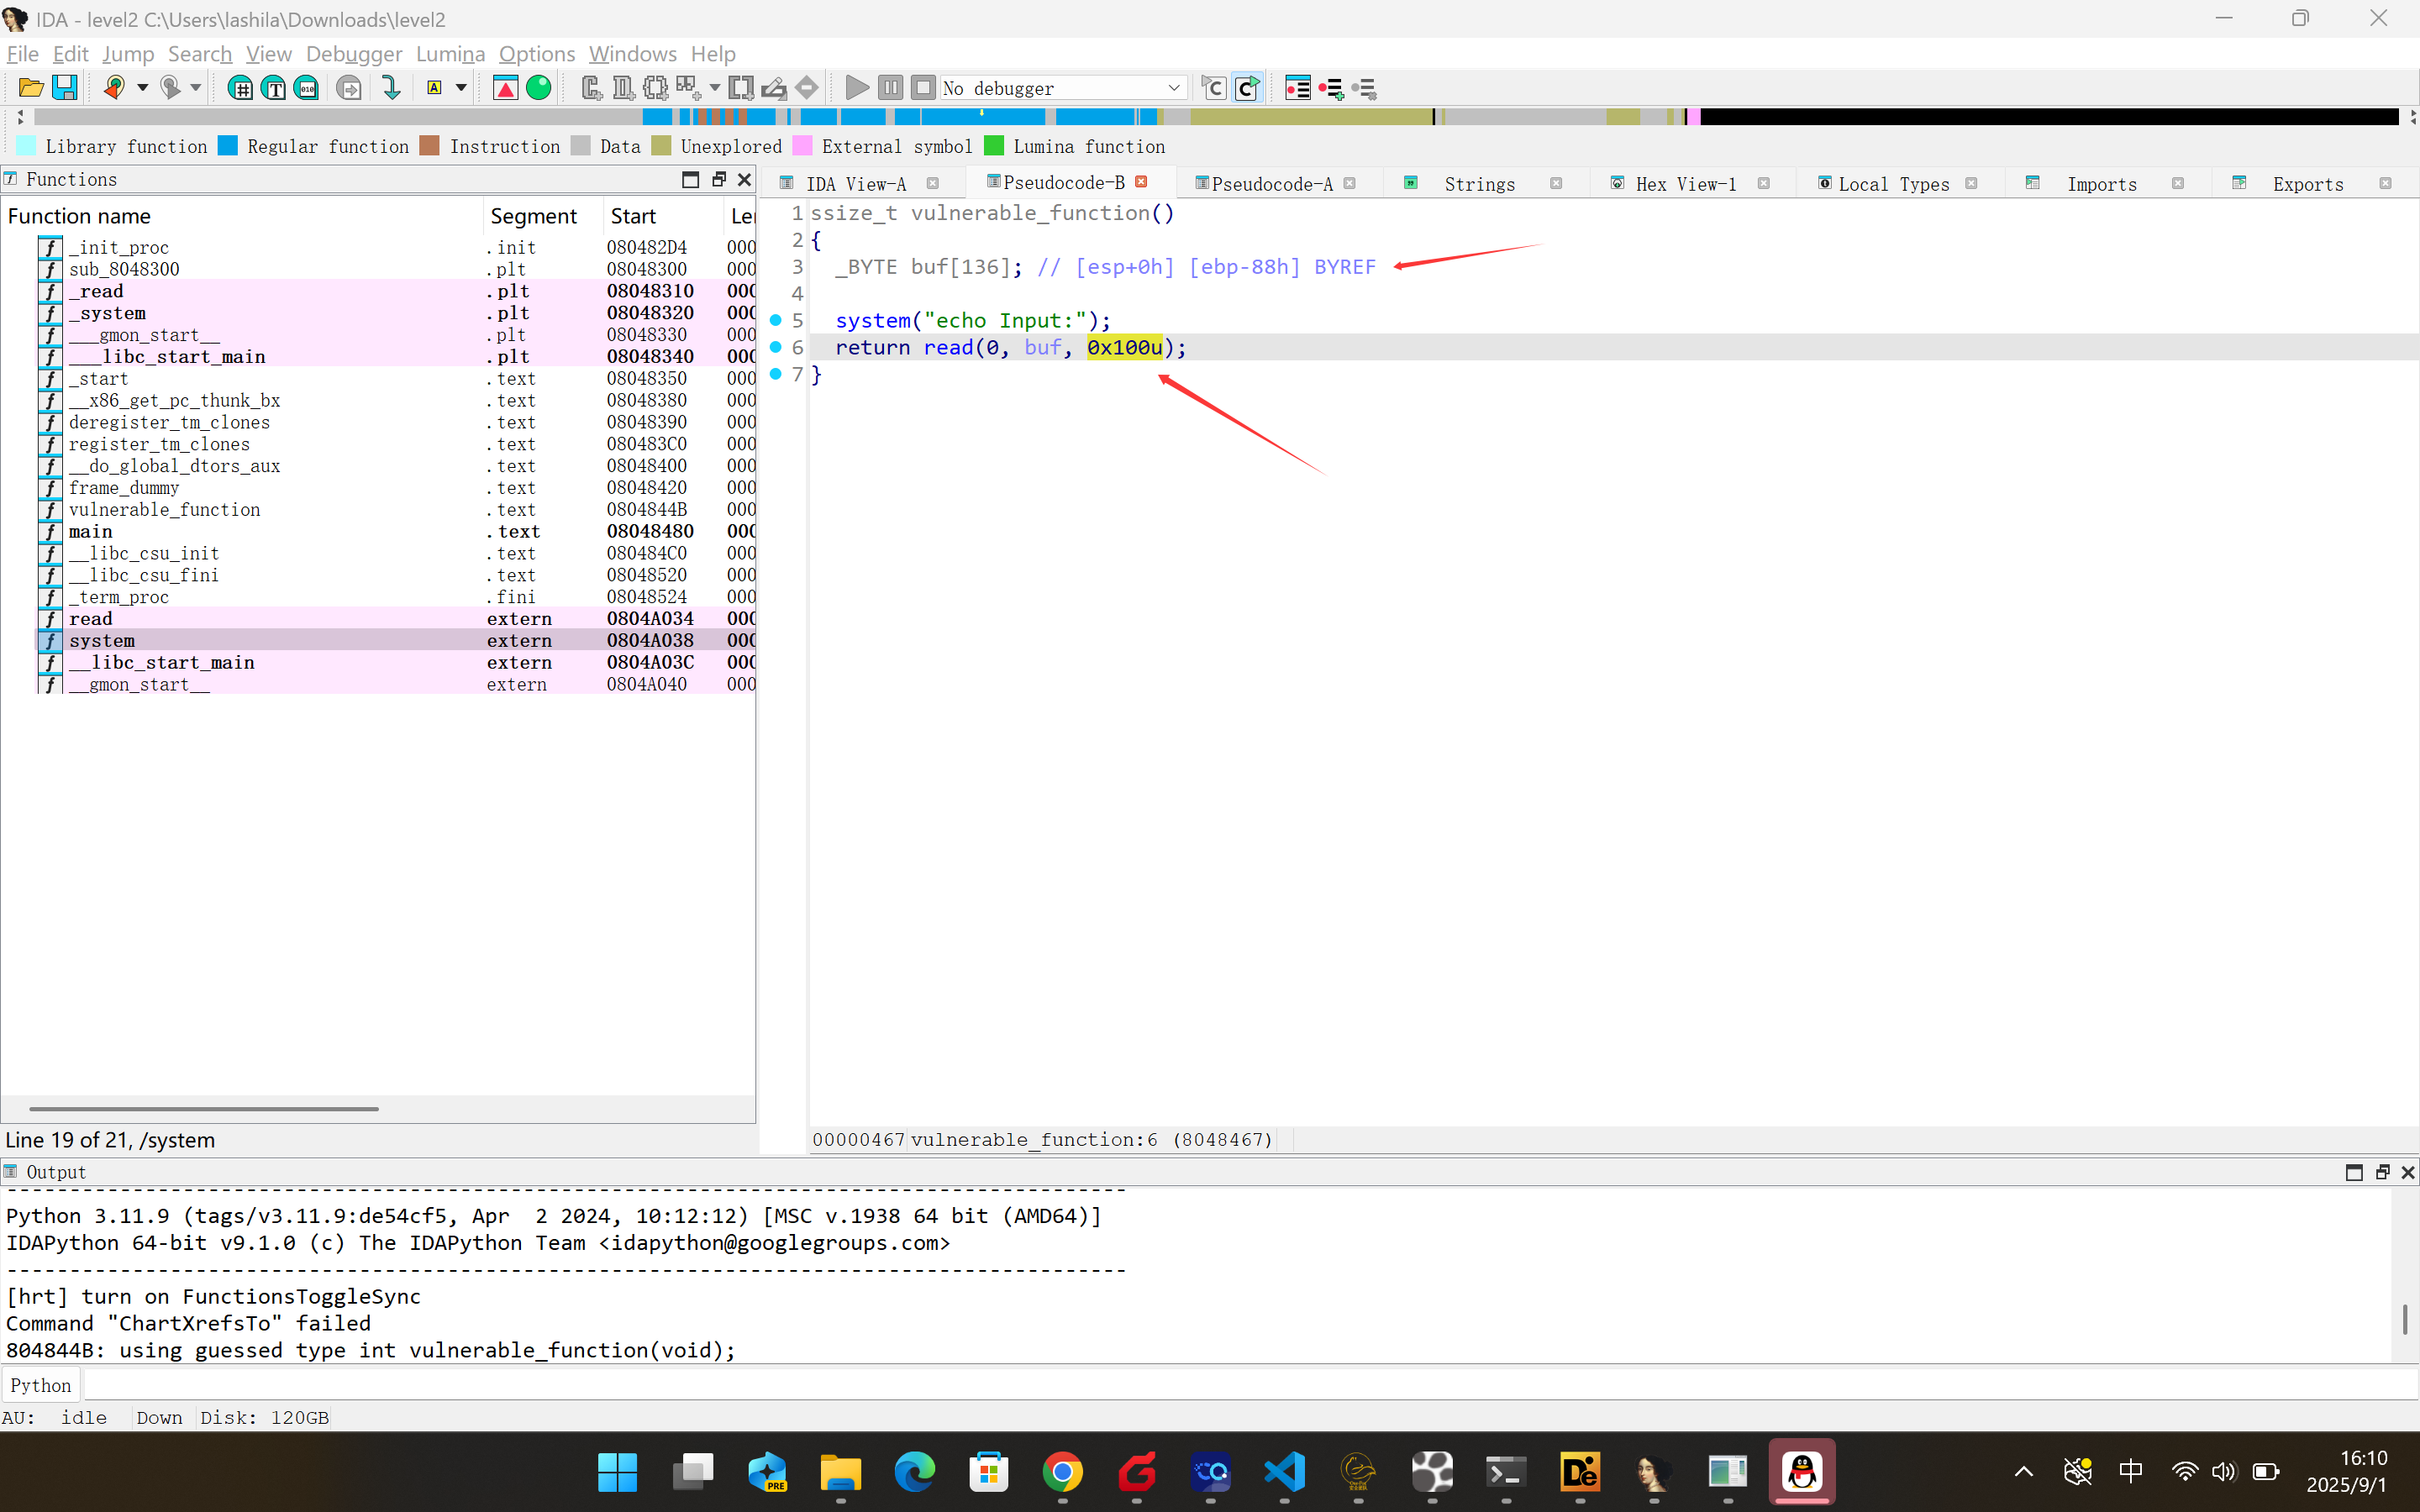 IDA - level2 C:\Users\lashila\Downloads\level2
File Edit Jump Search View Debugger Lumina Options Windows Help
No debugger
Library function Regular function Instruction Data Unexplored External symbol Lumina function
Functions
IDA View-A Pseudocode-B Pseudocode-A Strings Hex View-1 Local Types Imports Exports
Function name Segment Start Le
_init_proc .init 080482D4 000
sub_8048300 .plt 08048300 000
_read .plt 08048310 000
_system .plt 08048320 000
___gmon_start__ .plt 08048330 000
___libc_start_main .plt 08048340 000
_start .text 08048350 000
__x86_get_pc_thunk_bx .text 08048380 000
deregister_tm_clones .text 08048390 000
register_tm_clones .text 080483C0 000
__do_global_dtors_aux .text 08048400 000
frame_dummy .text 08048420 000
vulnerable_function .text 0804844B 000
main .text 08048480 000
__libc_csu_init .text 080484C0 000
__libc_csu_fini .text 08048520 000
_term_proc .fini 08048524 000
read extern 0804A034 000
system extern 0804A038 000
__libc_start_main extern 0804A03C 000
__gmon_start__ extern 0804A040 000
Line 19 of 21, /system
1 ssize_t vulnerable_function()
2 {
3 _BYTE buf[136]; // [esp+0h] [ebp-88h] BYREF
4
5 system("echo Input:");
6 return read(0, buf, 0x100u);
7 }
00000467 vulnerable_function:6 (8048467)
Output
------------------------------------------------------------------------------------------
Python 3.11.9 (tags/v3.11.9:de54cf5, Apr  2 2024, 10:12:12) [MSC v.1938 64 bit (AMD64)]
IDAPython 64-bit v9.1.0 (c) The IDAPython Team <idapython@googlegroups.com>
------------------------------------------------------------------------------------------
[hrt] turn on FunctionsToggleSync
Command "ChartXrefsTo" failed
804844B: using guessed type int vulnerable_function(void);
Python
AU: idle Down Disk: 120GB
PRE
De
中
16:10
2025/9/1